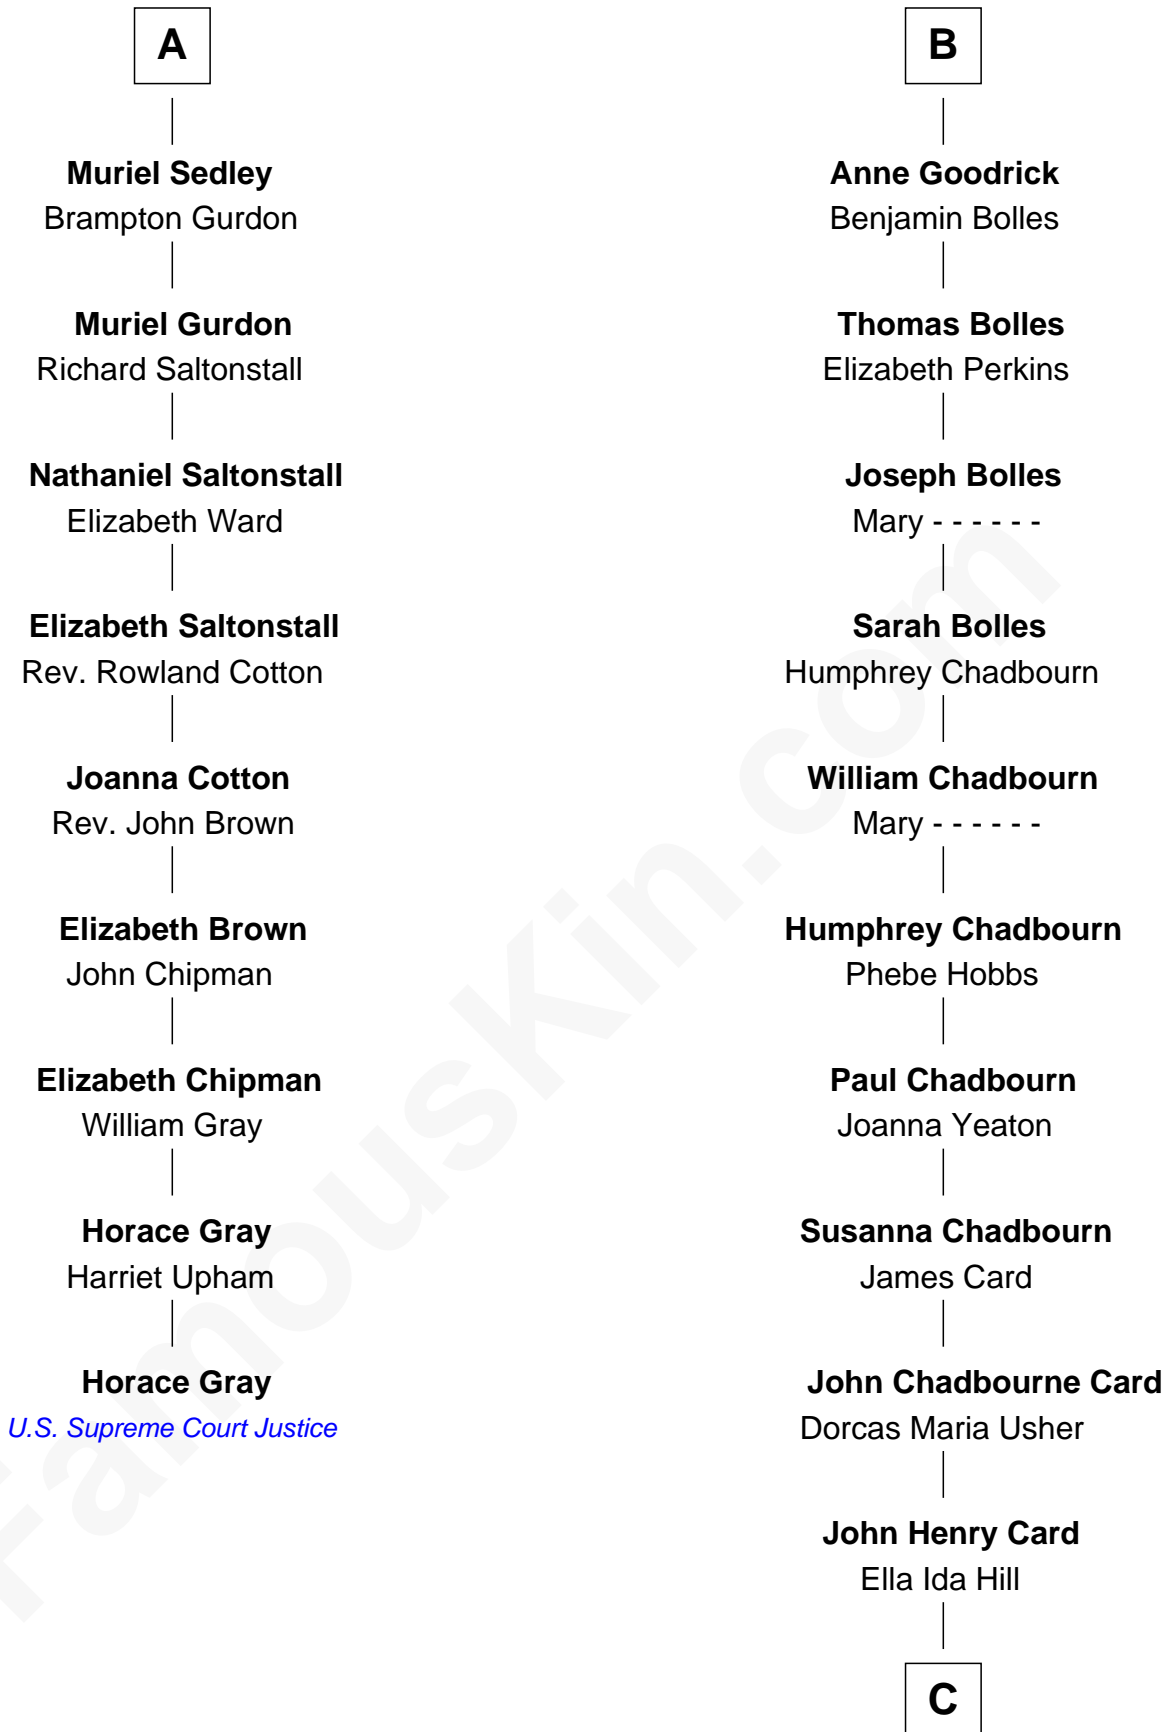 A
Muriel Sedley
Brampton Gurdon
Muriel Gurdon
Richard Saltonstall
Nathaniel Saltonstall
Elizabeth Ward
Elizabeth Saltonstall
Rev. Rowland Cotton
Joanna Cotton
Rev. John Brown
Elizabeth Brown
John Chipman
Elizabeth Chipman
William Gray
Horace Gray
Harriet Upham
Horace Gray
U.S. Supreme Court Justice
B
Anne Goodrick
Benjamin Bolles
Thomas Bolles
Elizabeth Perkins
Joseph Bolles
Mary - - - - - -
Sarah Bolles
Humphrey Chadbourn
William Chadbourn
Mary - - - - - -
Humphrey Chadbourn
Phebe Hobbs
Paul Chadbourn
Joanna Yeaton
Susanna Chadbourn
James Card
John Chadbourne Card
Dorcas Maria Usher
John Henry Card
Ella Ida Hill
C
FamousKin.com